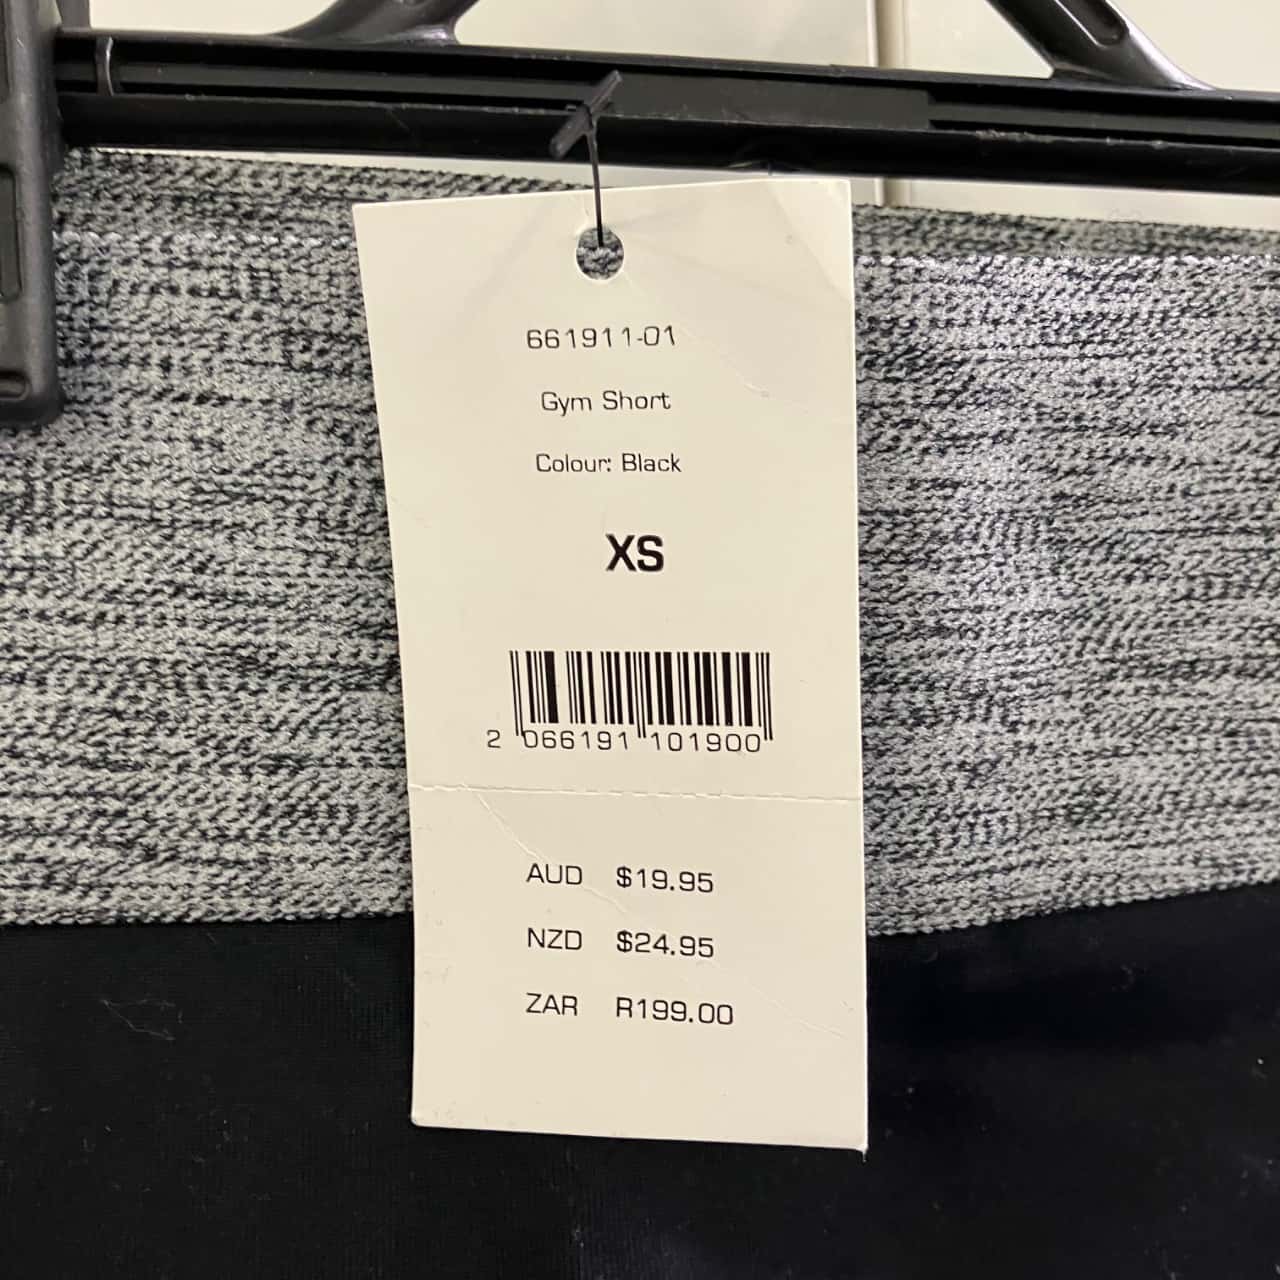 661911-01
Gym Short
Colour: Black
XS
2 066191 101900
AUD $19.95
NZD $24.95
ZAR R199.00